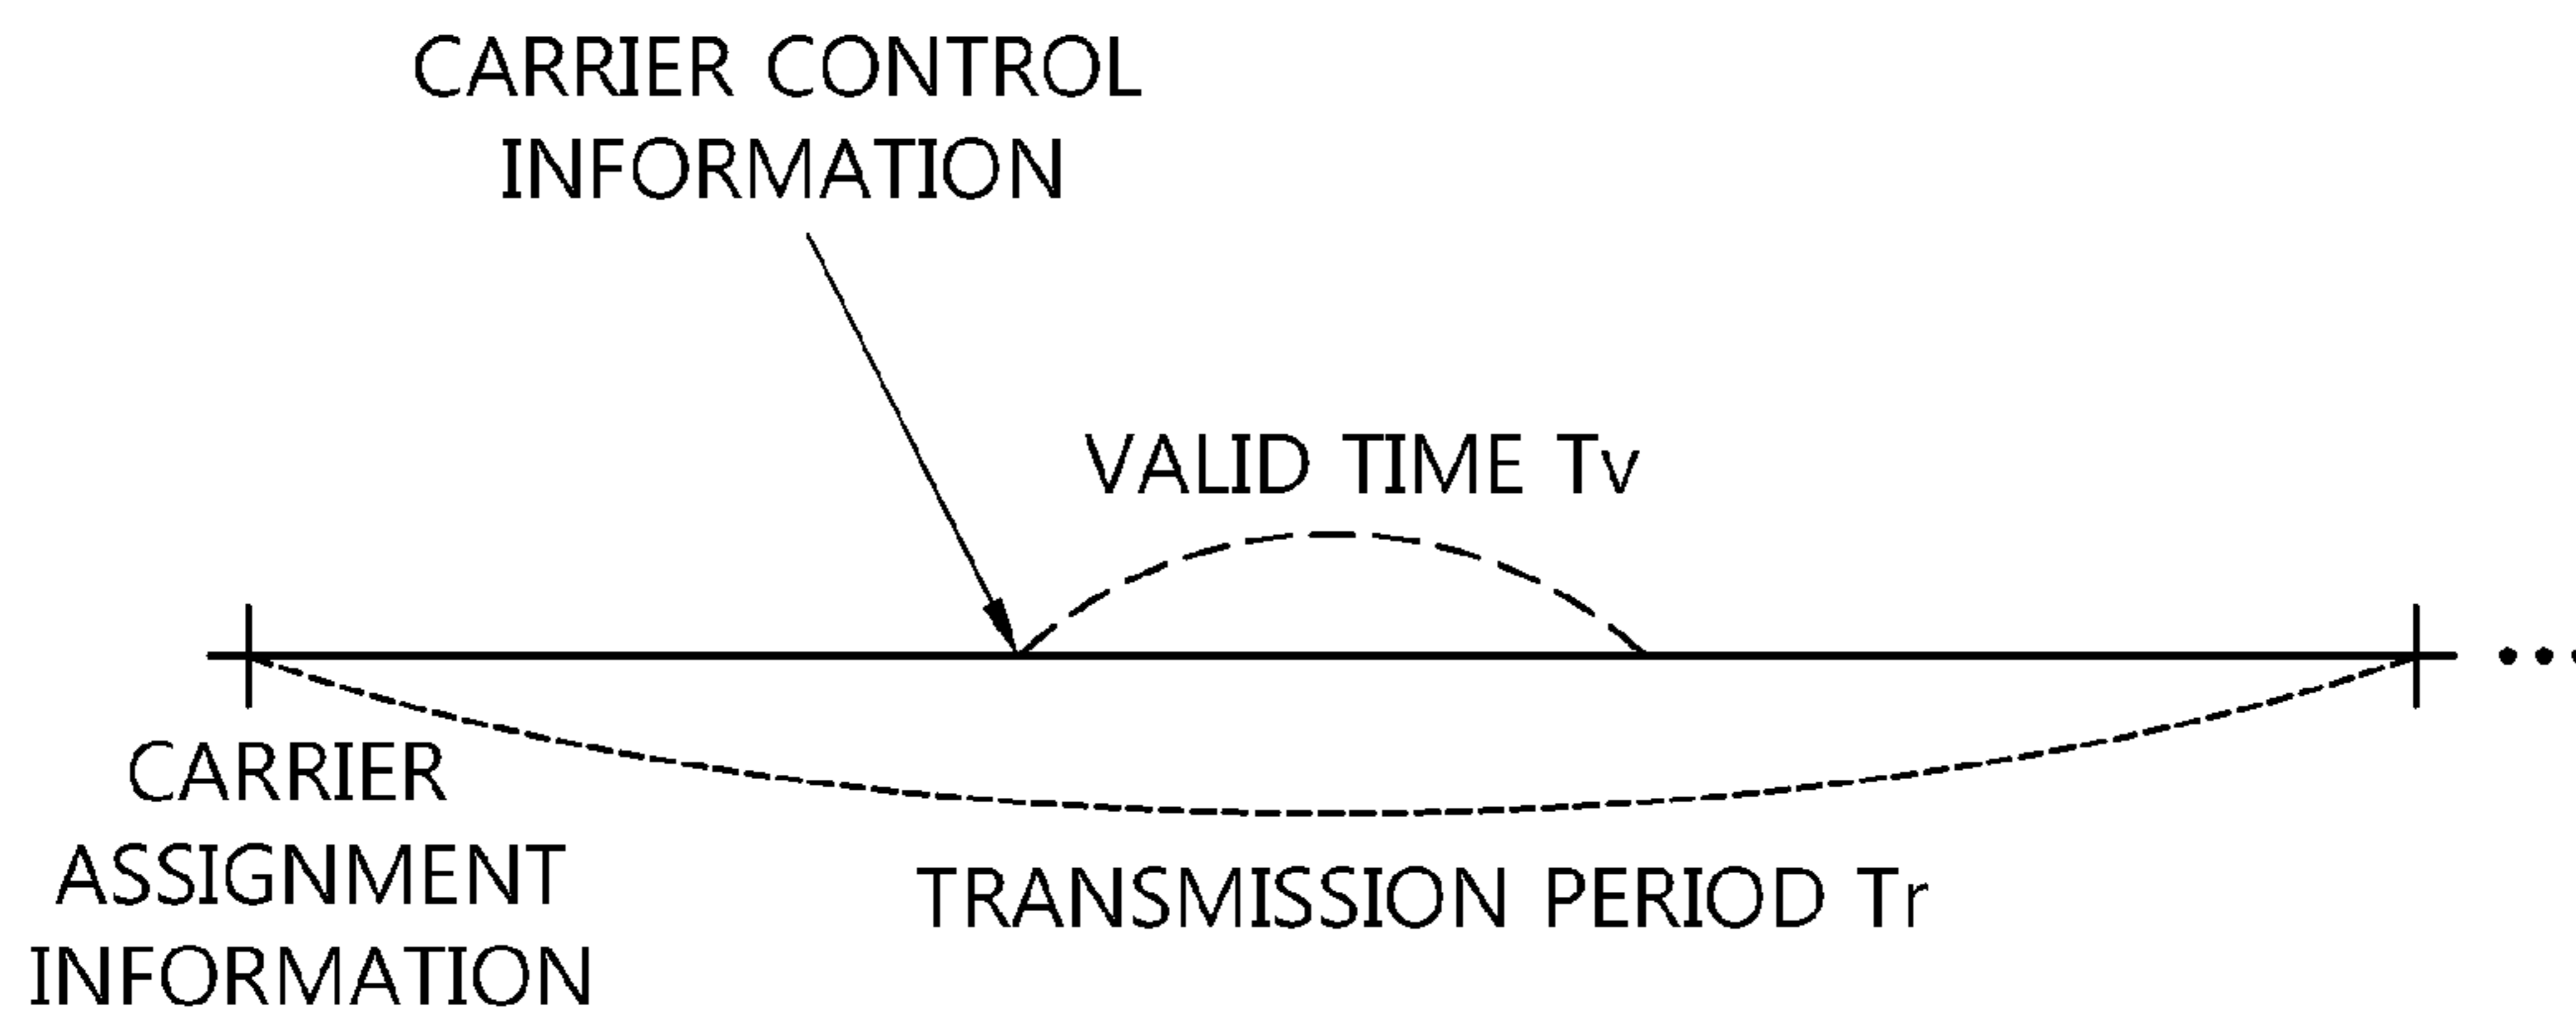 CARRIER CONTROL
INFORMATION
VALID TIME Tv
CARRIER
ASSIGNMENT
INFORMATION
TRANSMISSION PERIOD Tr